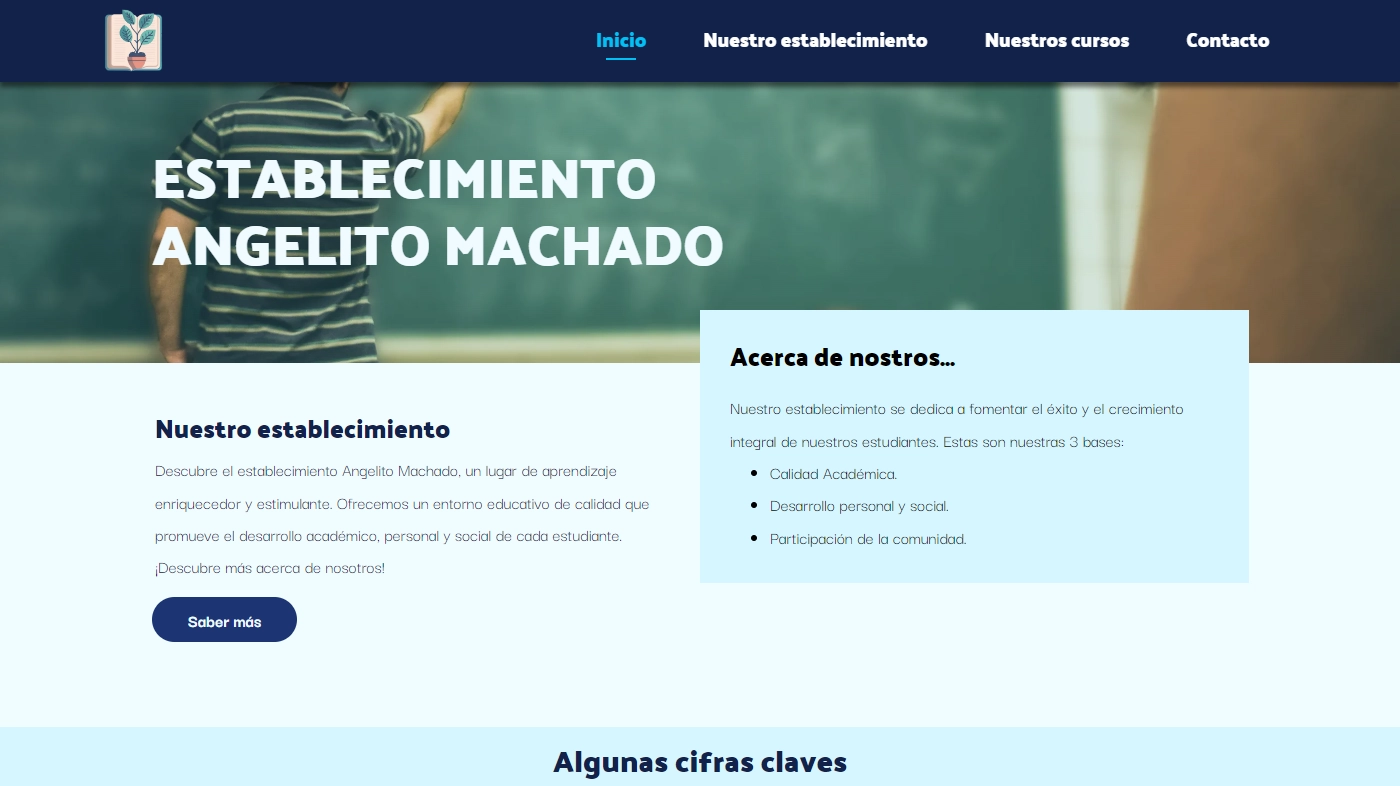 Inicio Nuestro establecimiento Nuestros cursos Contacto
ESTABLECIMIENTO
ANGELITO MACHADO
Nuestro establecimiento
Descubre el establecimiento Angelito Machado, un lugar de aprendizaje
enriquecedor y estimulante. Ofrecemos un entorno educativo de calidad que
promueve el desarrollo académico, personal y social de cada estudiante.
¡Descubre más acerca de nosotros!
Saber más
Acerca de nostros...
Nuestro establecimiento se dedica a fomentar el éxito y el crecimiento
integral de nuestros estudiantes. Estas son nuestras 3 bases:
• Calidad Académica.
• Desarrollo personal y social.
• Participación de la comunidad.
Algunas cifras claves